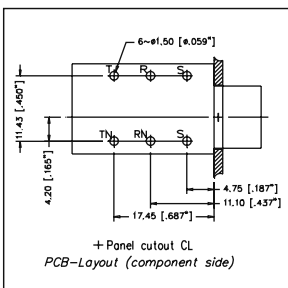 6~ø1.50 [ø.059"]
T R S
11.43 [.450"]
4.20 [.165"]
TN RN S
4.75 [.187"]
11.10 [.437"]
17.45 [.687"]
+ Panel cutout CL
PCB-Layout (component side)